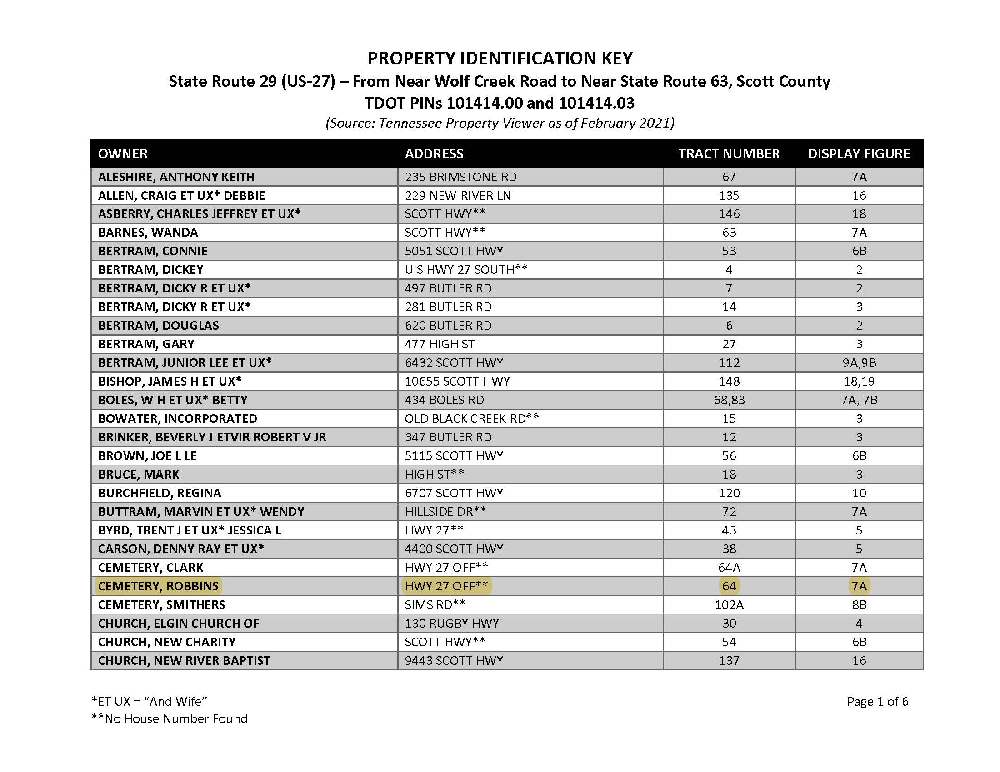 PROPERTY IDENTIFICATION KEY
State Route 29 (US-27) – From Near Wolf Creek Road to Near State Route 63, Scott County
TDOT PINs 101414.00 and 101414.03
(Source: Tennessee Property Viewer as of February 2021)
OWNER ADDRESS TRACT NUMBER DISPLAY FIGURE
ALESHIRE, ANTHONY KEITH 235 BRIMSTONE RD 67 7A
ALLEN, CRAIG ET UX* DEBBIE 229 NEW RIVER LN 135 16
ASBERRY, CHARLES JEFFREY ET UX* SCOTT HWY** 146 18
BARNES, WANDA SCOTT HWY** 63 7A
BERTRAM, CONNIE 5051 SCOTT HWY 53 6B
BERTRAM, DICKEY U S HWY 27 SOUTH** 4 2
BERTRAM, DICKY R ET UX* 497 BUTLER RD 7 2
BERTRAM, DICKY R ET UX* 281 BUTLER RD 14 3
BERTRAM, DOUGLAS 620 BUTLER RD 6 2
BERTRAM, GARY 477 HIGH ST 27 3
BERTRAM, JUNIOR LEE ET UX* 6432 SCOTT HWY 112 9A,9B
BISHOP, JAMES H ET UX* 10655 SCOTT HWY 148 18,19
BOLES, W H ET UX* BETTY 434 BOLES RD 68,83 7A, 7B
BOWATER, INCORPORATED OLD BLACK CREEK RD** 15 3
BRINKER, BEVERLY J ETVIR ROBERT V JR 347 BUTLER RD 12 3
BROWN, JOE L LE 5115 SCOTT HWY 56 6B
BRUCE, MARK HIGH ST** 18 3
BURCHFIELD, REGINA 6707 SCOTT HWY 120 10
BUTTRAM, MARVIN ET UX* WENDY HILLSIDE DR** 72 7A
BYRD, TRENT J ET UX* JESSICA L HWY 27** 43 5
CARSON, DENNY RAY ET UX* 4400 SCOTT HWY 38 5
CEMETERY, CLARK HWY 27 OFF** 64A 7A
CEMETERY, ROBBINS HWY 27 OFF** 64 7A
CEMETERY, SMITHERS SIMS RD** 102A 8B
CHURCH, ELGIN CHURCH OF 130 RUGBY HWY 30 4
CHURCH, NEW CHARITY SCOTT HWY** 54 6B
CHURCH, NEW RIVER BAPTIST 9443 SCOTT HWY 137 16
*ET UX = “And Wife” Page 1 of 6
**No House Number Found